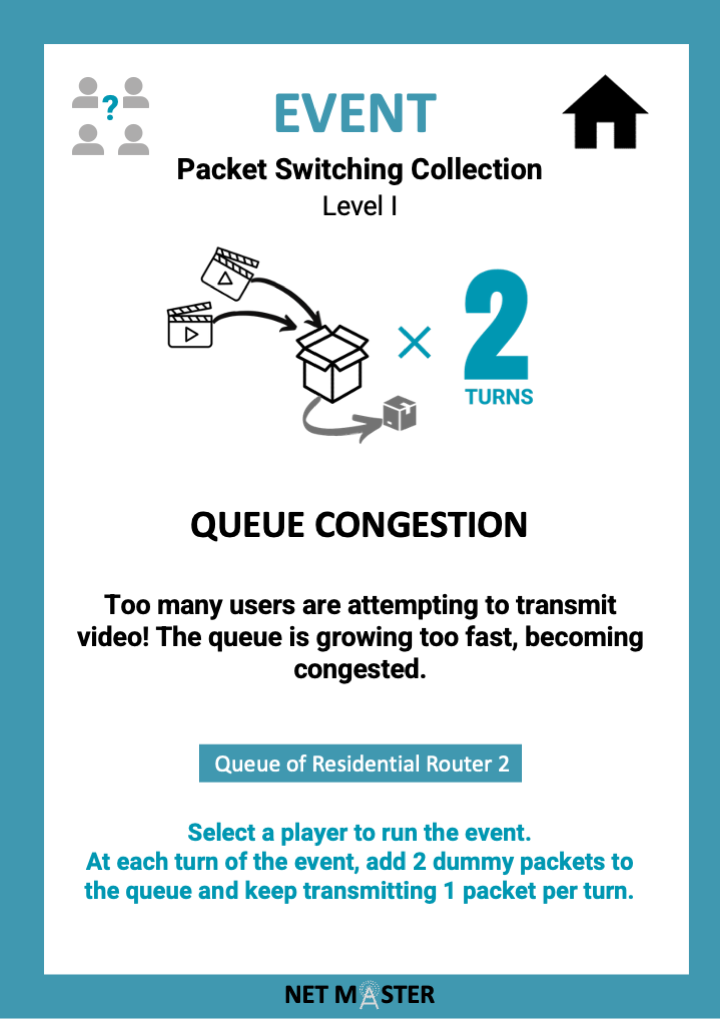 ?
EVENT
Packet Switching Collection
Level I
× 2
TURNS
QUEUE CONGESTION
Too many users are attempting to transmit
video! The queue is growing too fast, becoming
congested.
Queue of Residential Router 2
Select a player to run the event.
At each turn of the event, add 2 dummy packets to
the queue and keep transmitting 1 packet per turn.
NET MASTER